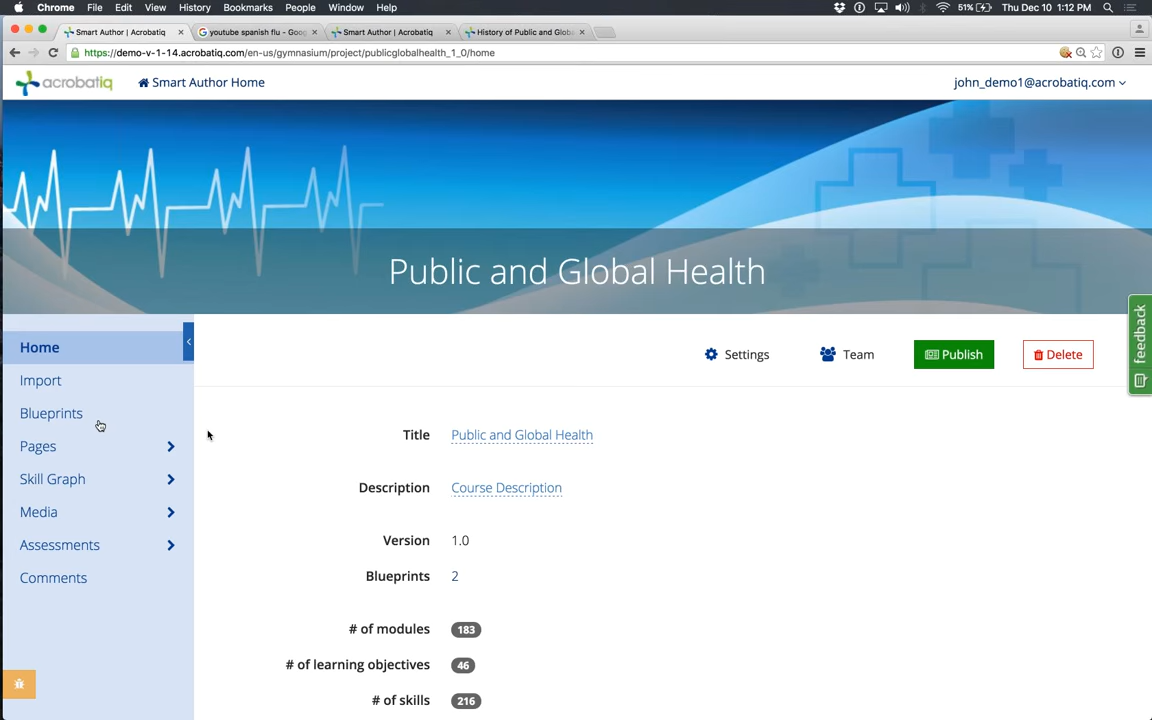 Chrome File Edit View History Bookmarks People Window Help 51% Thu Dec 10 1:12 PM
Smart Author | Acrobatiq youtube spanish flu - Goog Smart Author | Acrobatiq History of Public and Globa
https://demo-v-1-14.acrobatiq.com/en-us/gymnasium/project/publicglobalhealth_1_0/home
acrobatiq Smart Author Home john_demo1@acrobatiq.com
Public and Global Health
feedback
Home
Settings Team Publish Delete
Import
Blueprints
Pages
Skill Graph
Media
Assessments
Comments
Title Public and Global Health
Description Course Description
Version 1.0
Blueprints 2
# of modules 183
# of learning objectives 46
# of skills 216